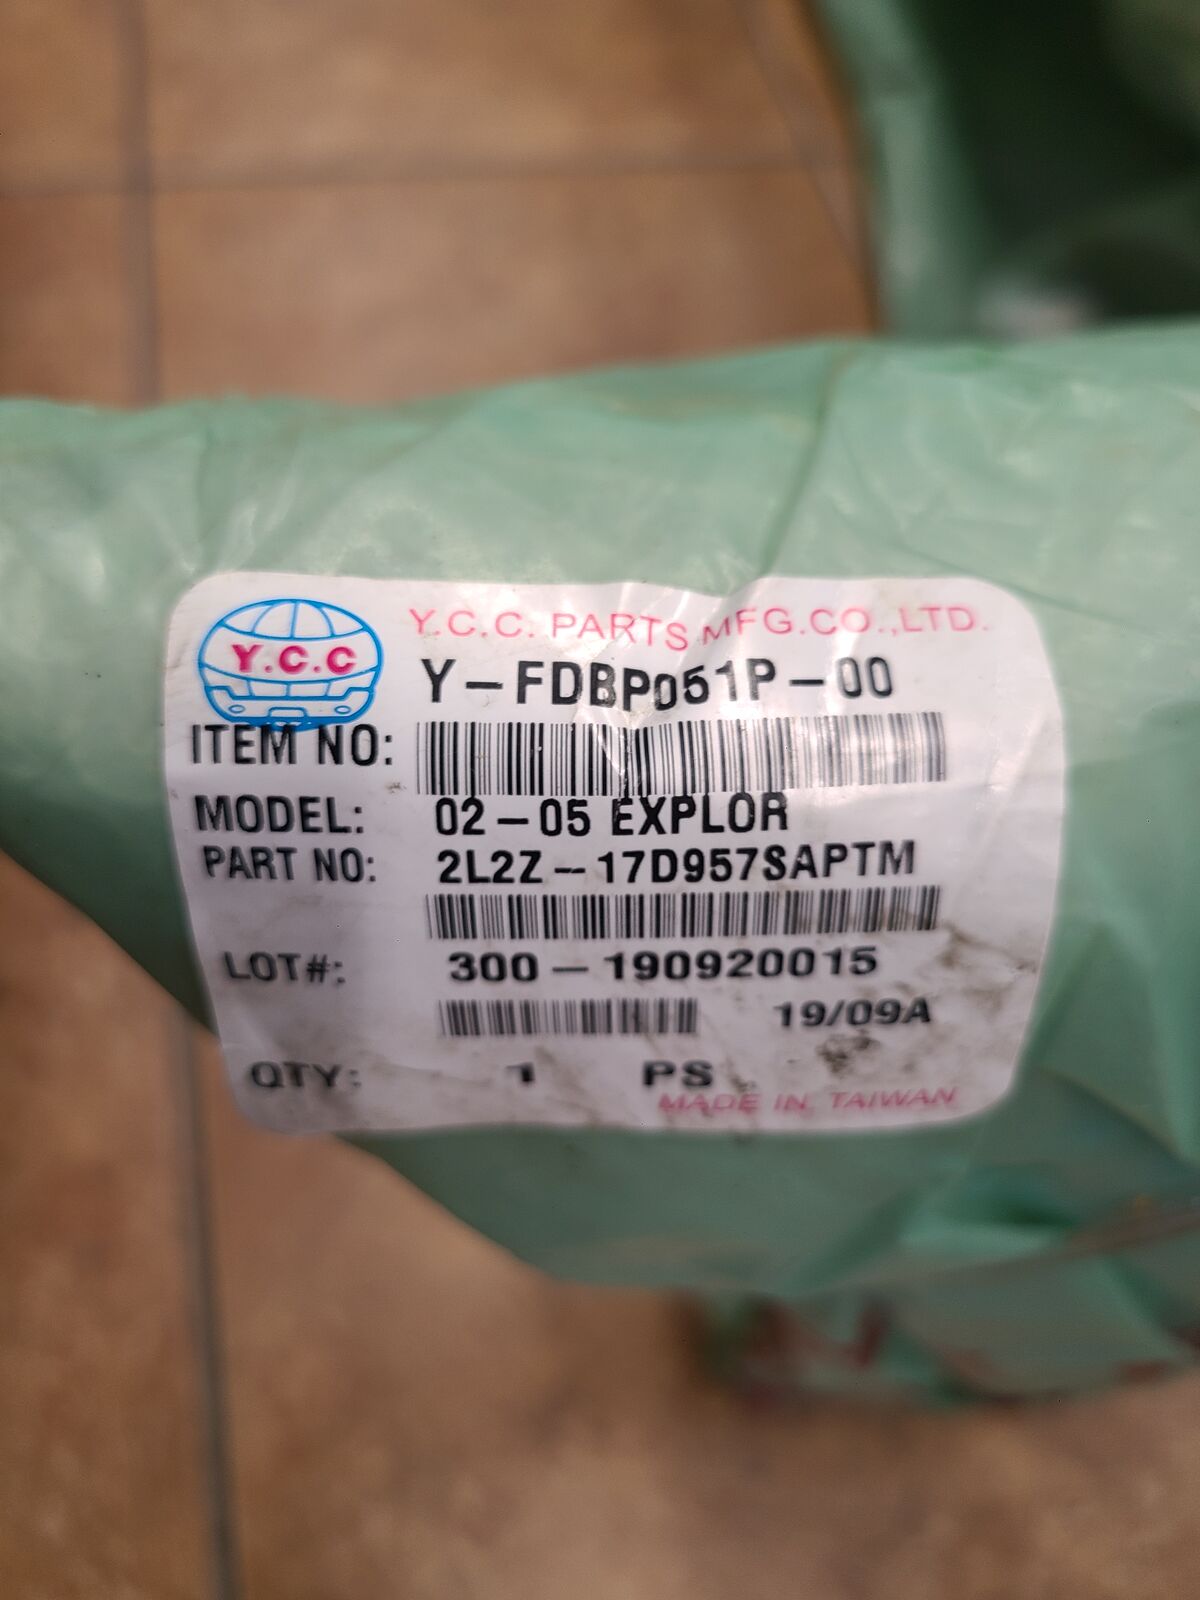 Y.C.C
Y.C.C. PARTS MFG.CO.,LTD.
Y-FDBP051P-00
ITEM NO:
MODEL: 02-05 EXPLOR
PART NO: 2L2Z-17D957SAPTM
LOT#: 300-190920015
19/09A
QTY: 1 PS
MADE IN TAIWAN